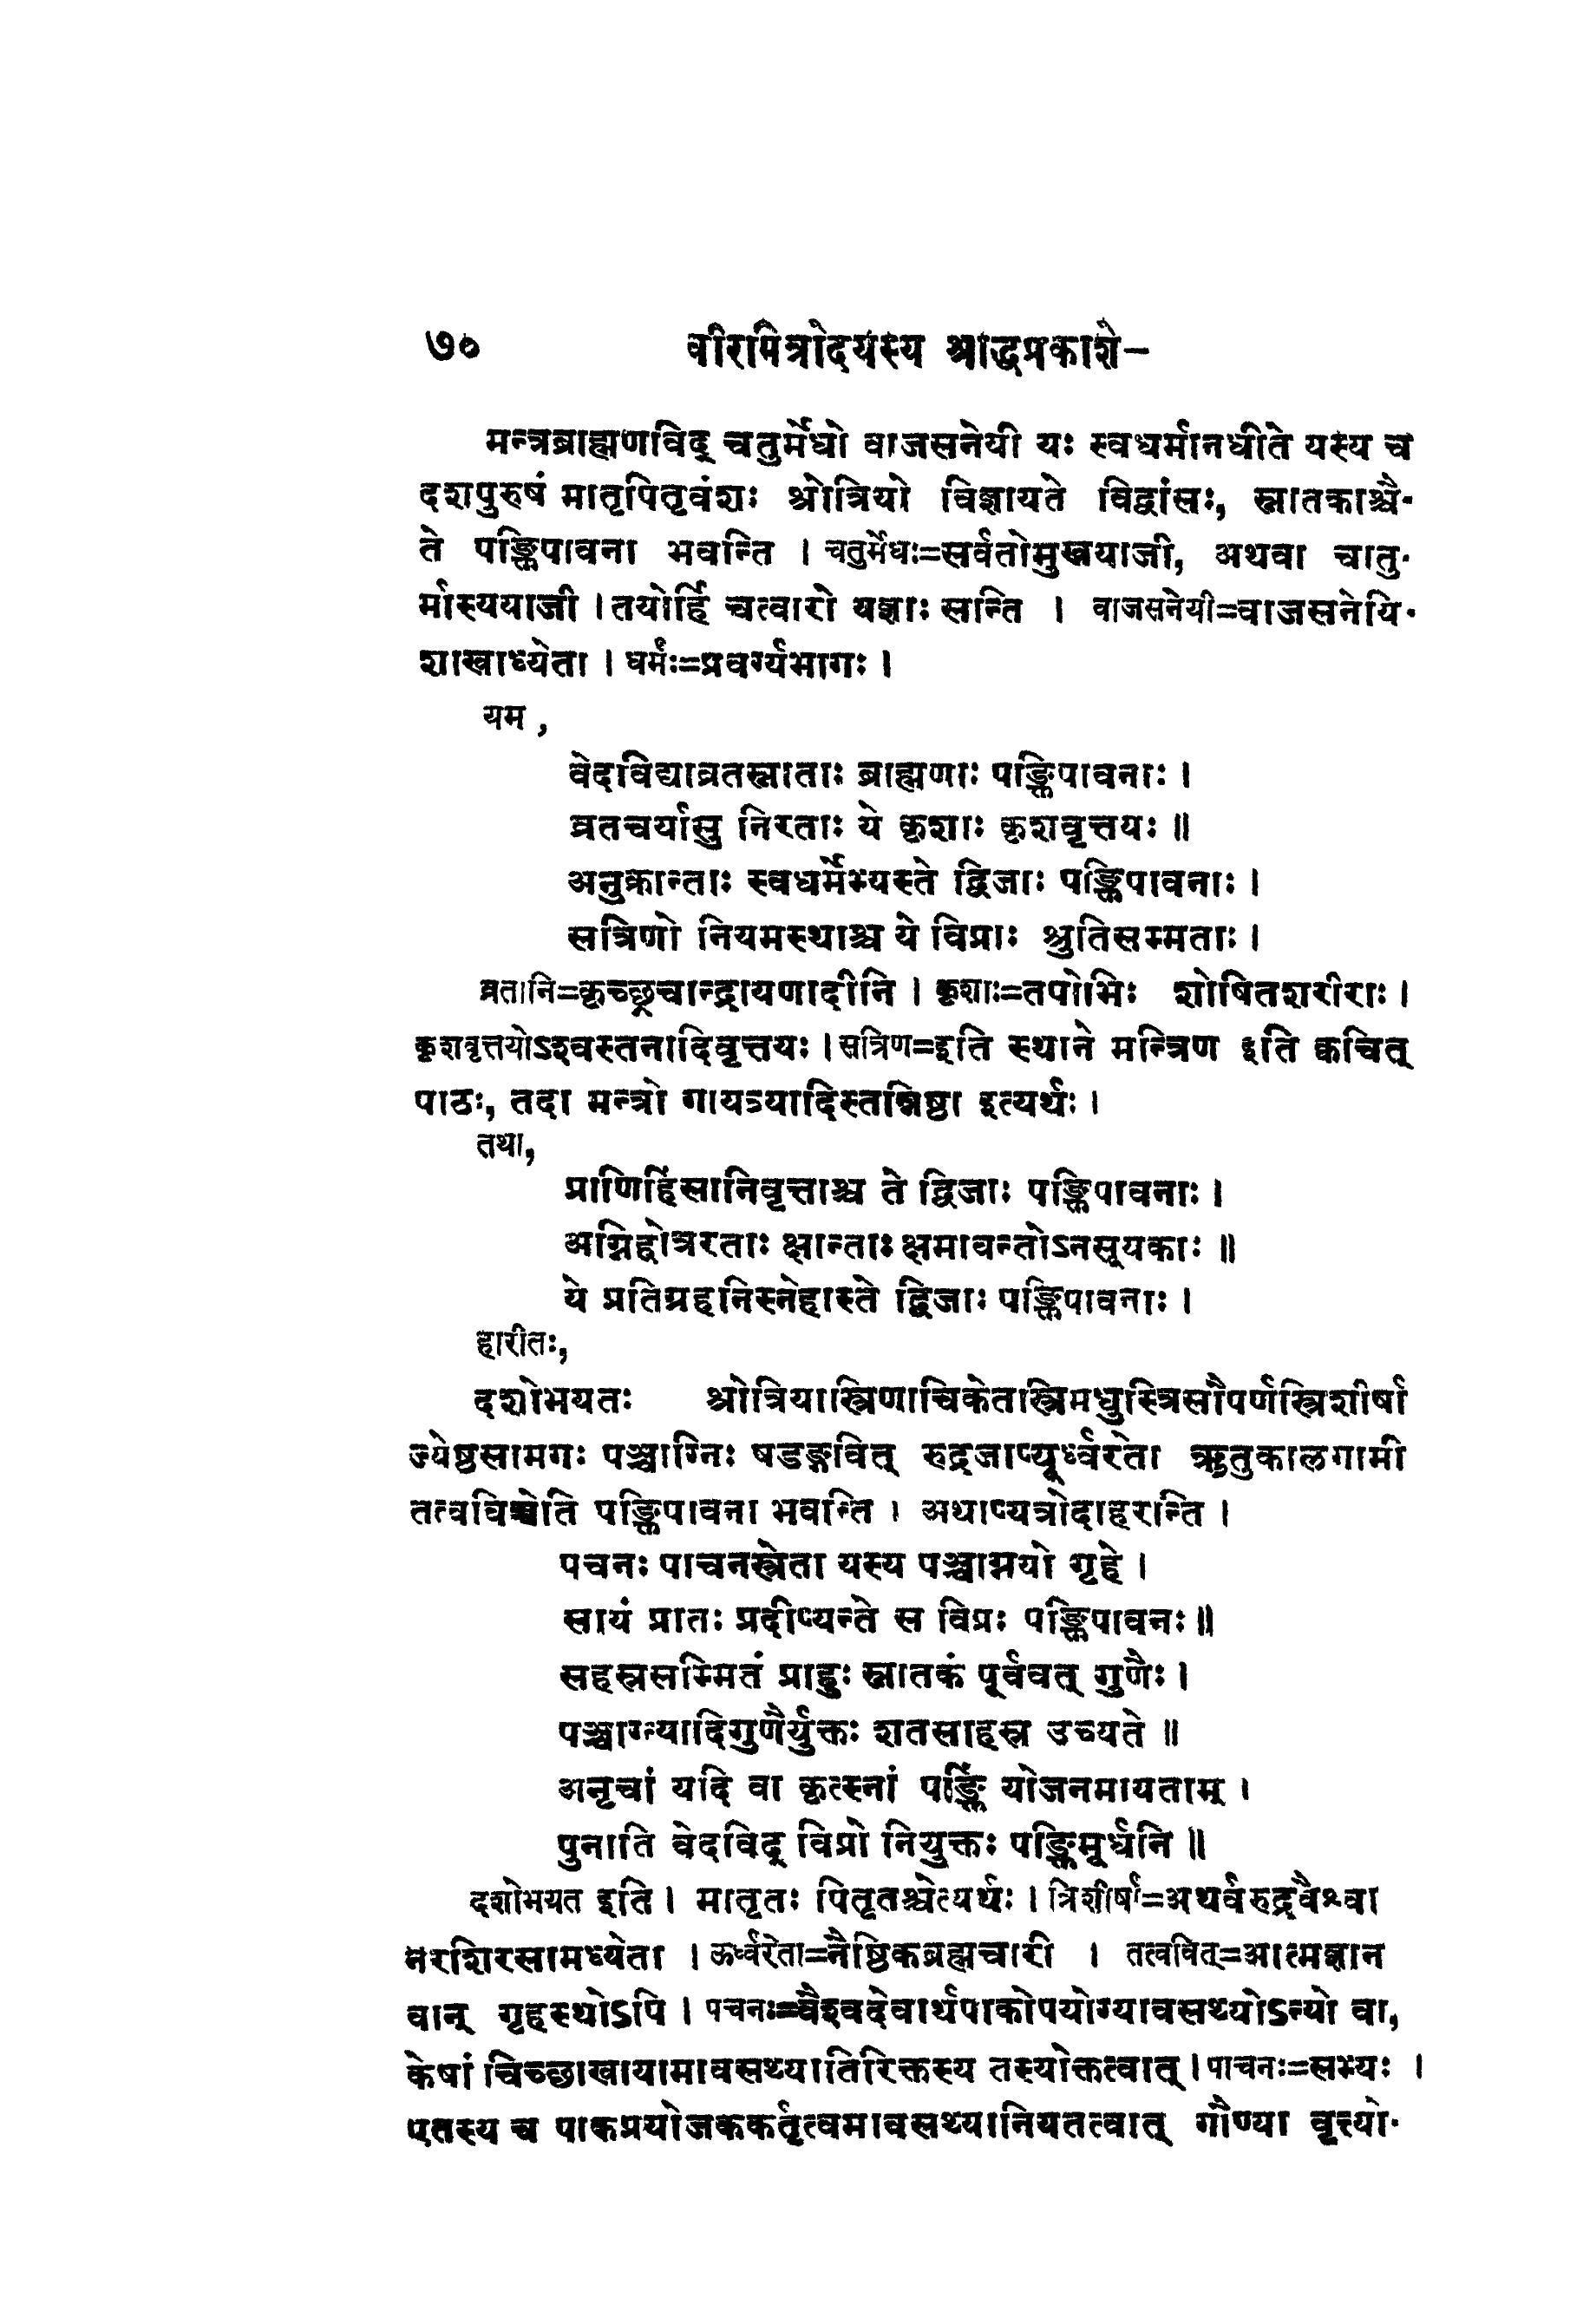 ७० वीरमित्रोदयस्य श्राद्धप्रकाशे-
मन्त्रब्राह्मणविद् चतुर्मेधो वाजसनेयी यः स्वधर्मानधीते यस्य च
दशपुरुषं मातृपितृवंशः श्रोत्रियो विज्ञायते विद्वांसः, स्नातकाश्चै-
ते पङ्क्तिपावना भवन्ति । चतुर्मेधः=सर्वतोमुखयाजी, अथवा चातु-
र्मास्ययाजी । तयोर्हि चत्वारो यज्ञाः सन्ति । वाजसनेयी=वाजसनेयि-
शाखाध्येता । घर्मः=प्रवर्ग्यभागः ।
यम ,
वेदविद्याव्रतस्नाताः ब्राह्मणाः पङ्क्तिपावनाः ।
व्रतचर्यासु निरताः ये कृशाः कृशवृत्तयः ॥
अनुक्रान्ताः स्वधर्मेभ्यस्ते द्विजाः पङ्क्तिपावनाः ।
सत्रिणो नियमस्थाश्च ये विप्राः श्रुतिसम्मताः ।
व्रतानि=कृच्छ्रचान्द्रायणादीनि । कृशाः=तपोभिः शोषितशरीराः ।
कृशवृत्तयोऽश्वस्तनादिवृत्तयः । सत्रिण=इति स्थाने मन्त्रिण इति क्वचित्
पाठः, तदा मन्त्रो गायत्र्यादिस्तन्निष्ठा इत्यर्थः ।
तथा,
प्राणिहिंसानिवृत्ताश्च ते द्विजाः पङ्क्तिपावनाः ।
अग्निहोत्ररताः क्षान्ताः क्षमावन्तोऽनसूयकाः ॥
ये प्रतिग्रहनिस्नेहास्ते द्विजाः पङ्क्तिपावनाः ।
हारीतः,
दशोभयतः श्रोत्रियास्त्रिणाचिकेतास्त्रिमधुस्त्रिसौपर्णस्त्रिशीर्षा
ज्येष्ठसामगः पञ्चाग्निः षडङ्गवित् रुद्रजाप्यूर्ध्वरेता ऋतुकालगामी
तत्वविच्चेति पङ्क्तिपावना भवन्ति । अथाप्यत्रोदाहरन्ति ।
पचनः पाचनस्त्रेता यस्य पञ्चाग्नयो गृहे ।
सायं प्रातः प्रदीप्यन्ते स विप्रः पङ्क्तिपावनः ॥
सहस्रसम्मितं प्राहुः स्नातकं पूर्ववत् गुणैः ।
पञ्चाग्न्यादिगुणैर्युक्तः शतसाहस्र उच्यते ॥
अनृचां यदि वा कृत्स्नां पङ्क्तिं योजनमायताम् ।
पुनाति वेदविद् विप्रो नियुक्तः पङ्क्तिमूर्धनि ॥
दशोभयत इति । मातृतः पितृतश्चेत्यर्थः । त्रिशीर्षा=अथर्वरुद्रवैश्वा
नरशिरसामध्येता । ऊर्ध्वरेता=नैष्ठिकब्रह्मचारी । तत्ववित्=आत्मज्ञान
वान् गृहस्थोऽपि । पचनः=वैश्वदेवार्थपाकोपयोग्यावसथ्योऽन्यो वा,
केषां चिच्छाखायामावसथ्यातिरिक्तस्य तस्योक्तत्वात् । पाचनः=सभ्यः ।
एतस्य च पाकप्रयोजककर्तृत्वमावसथ्यानियतत्वात् गौण्या वृत्त्यो-